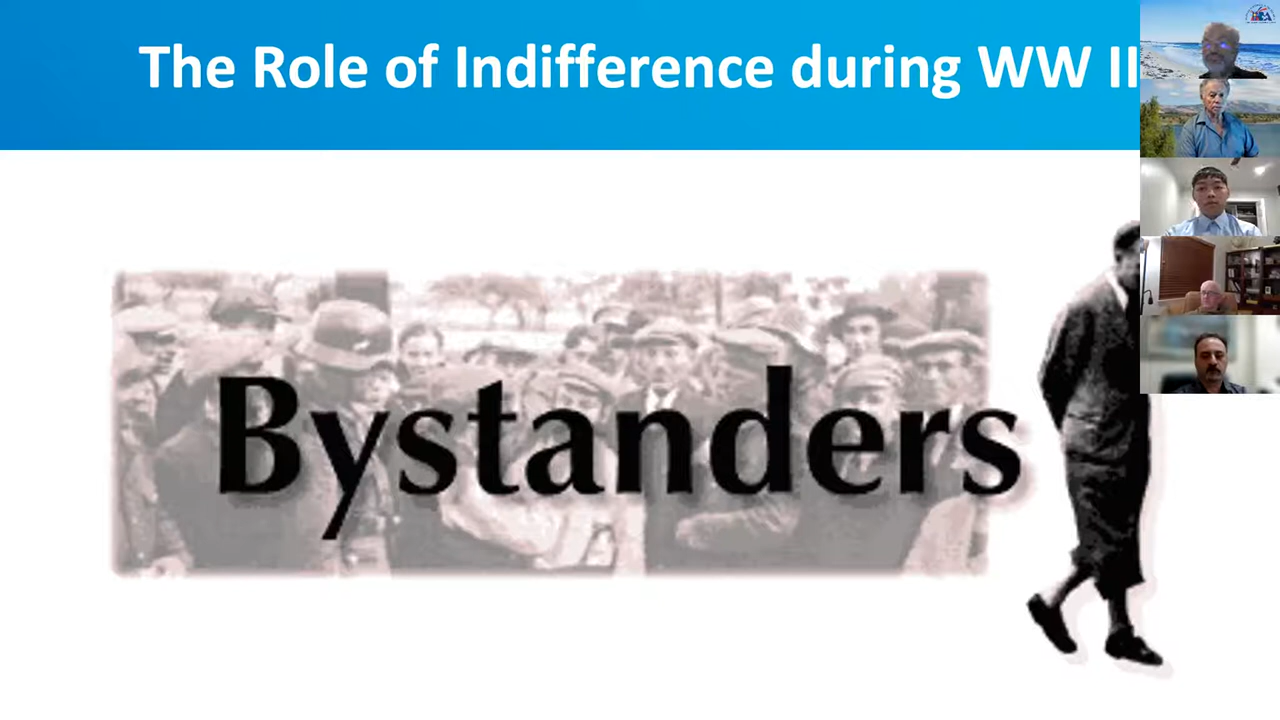 The Role of Indifference during WW II
Bystanders